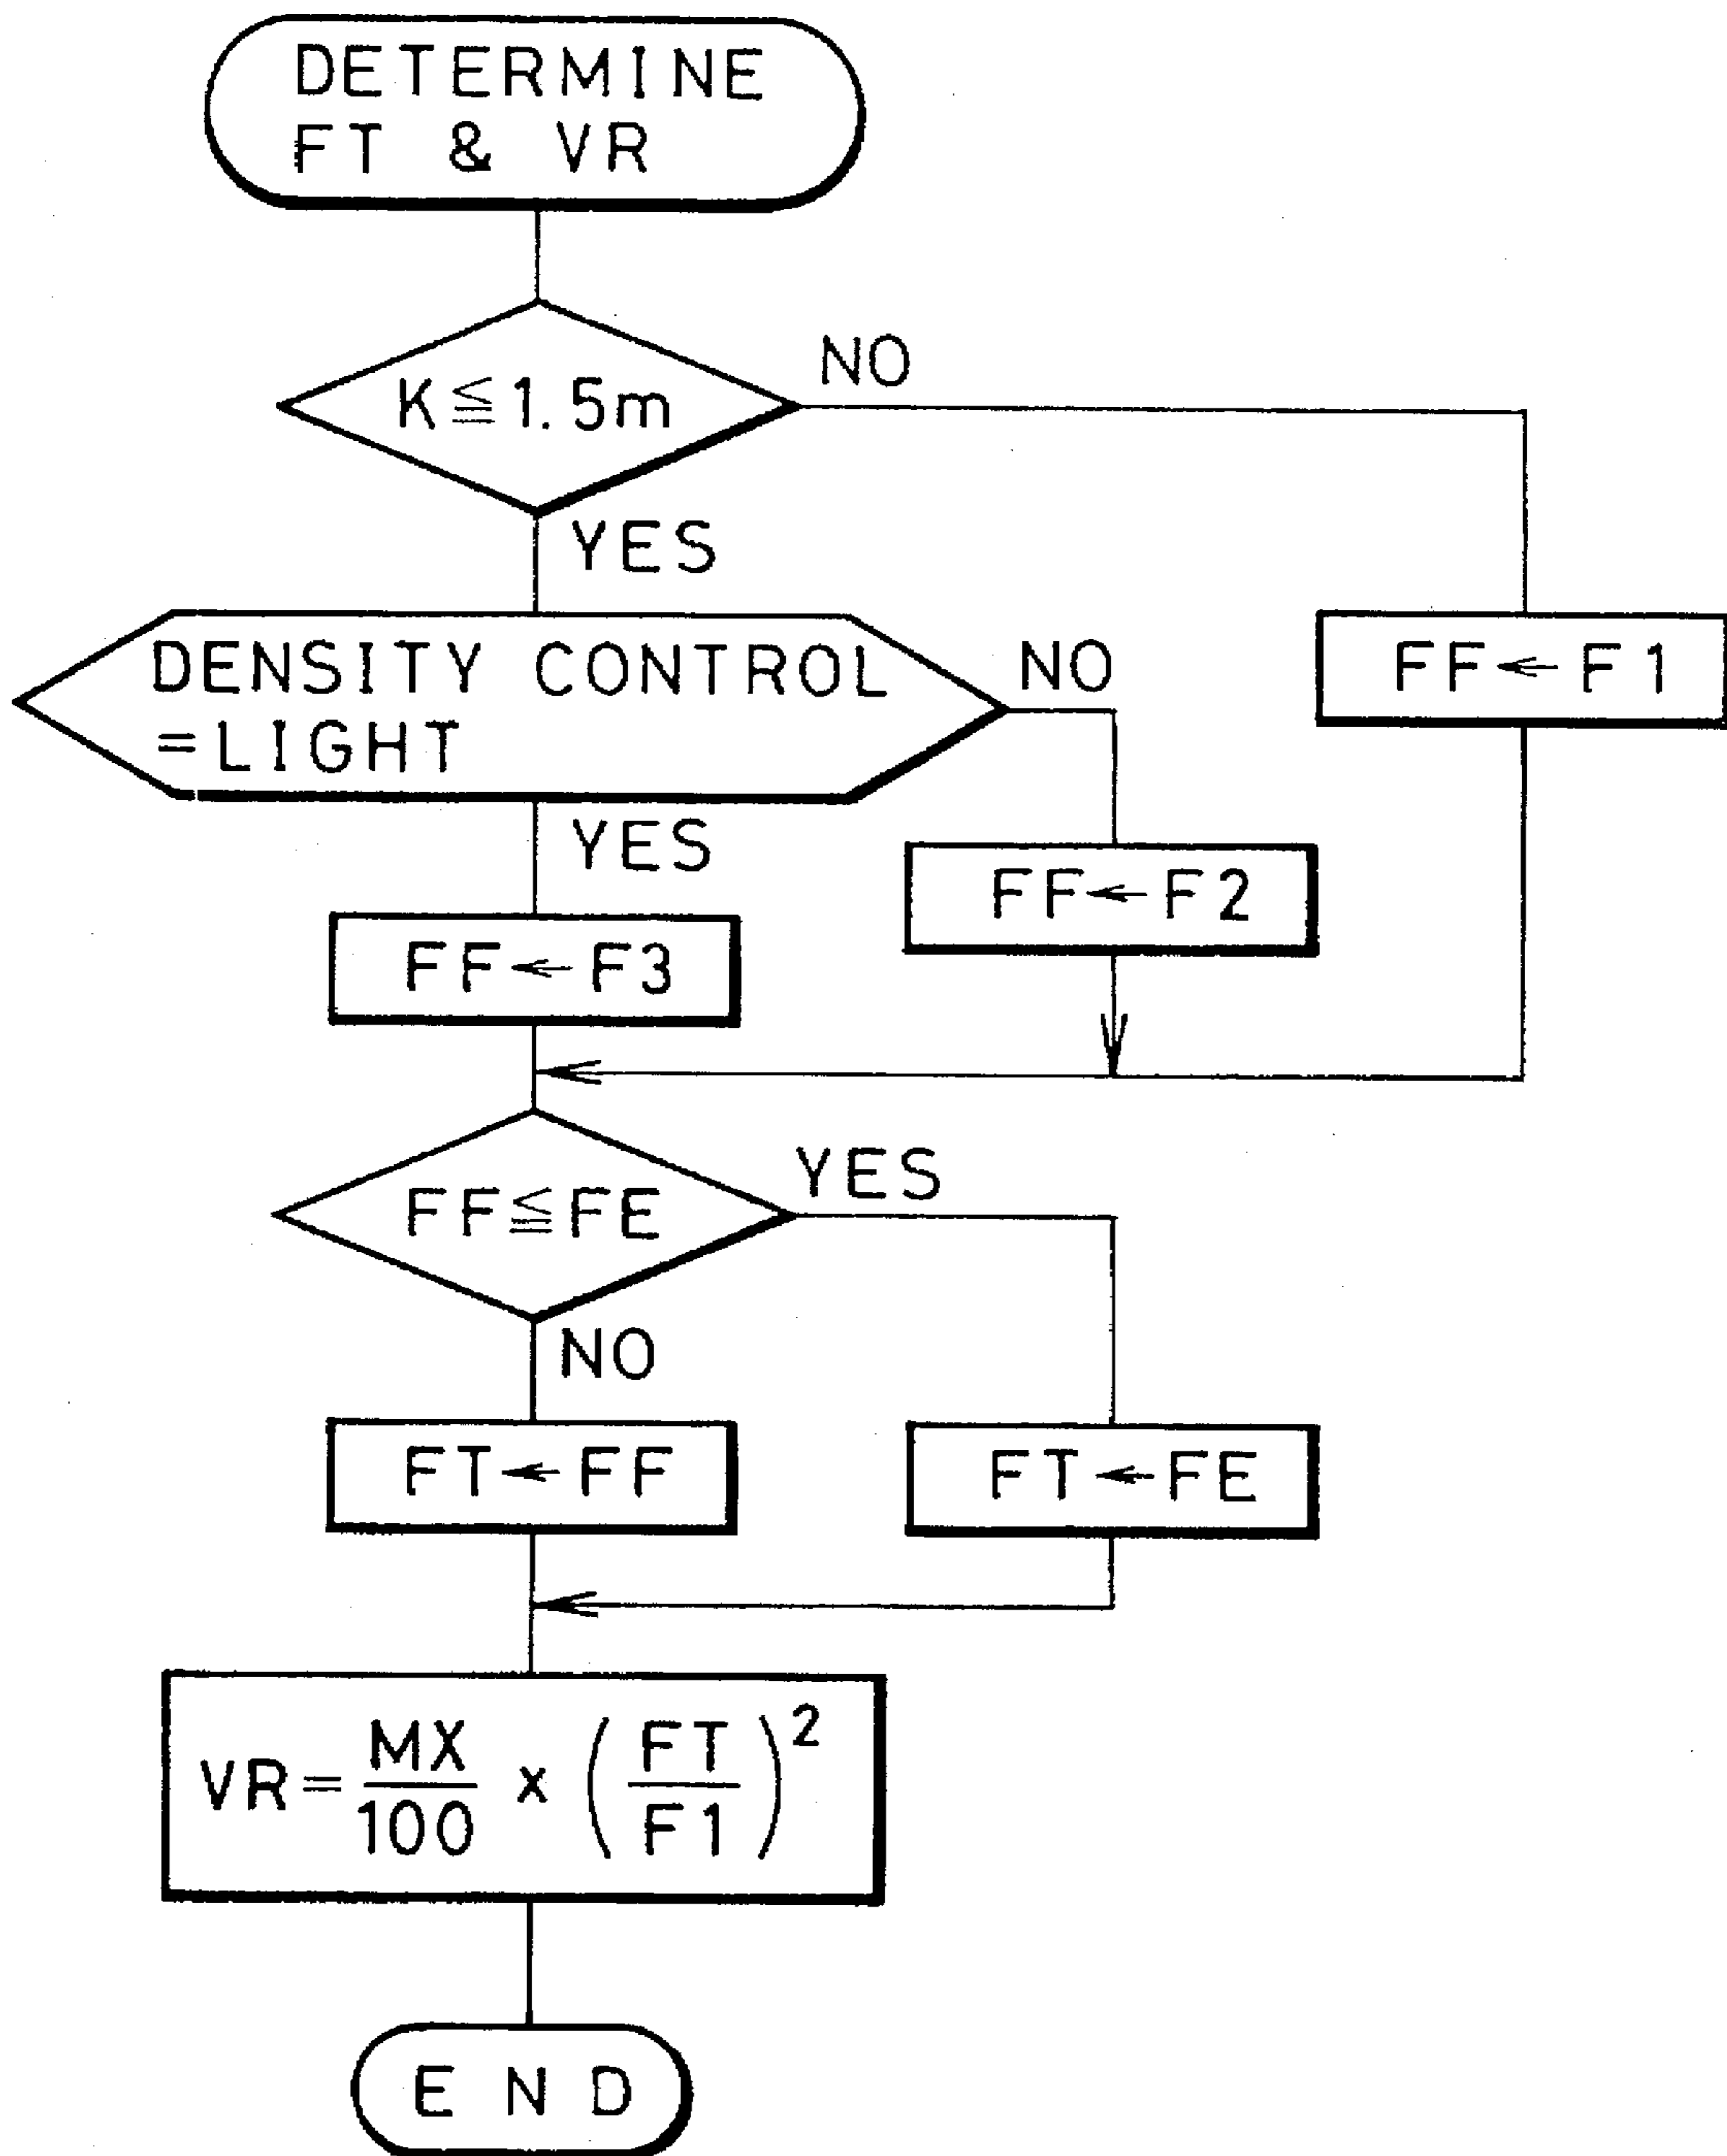 DETERMINE
FT & VR
K≦1.5m
NO
YES
DENSITY CONTROL
=LIGHT
NO
FF←F1
YES
FF←F2
FF←F3
FF≦FE
YES
NO
FT←FF
FT←FE
VR=MX/100 x (FT/F1)²
END